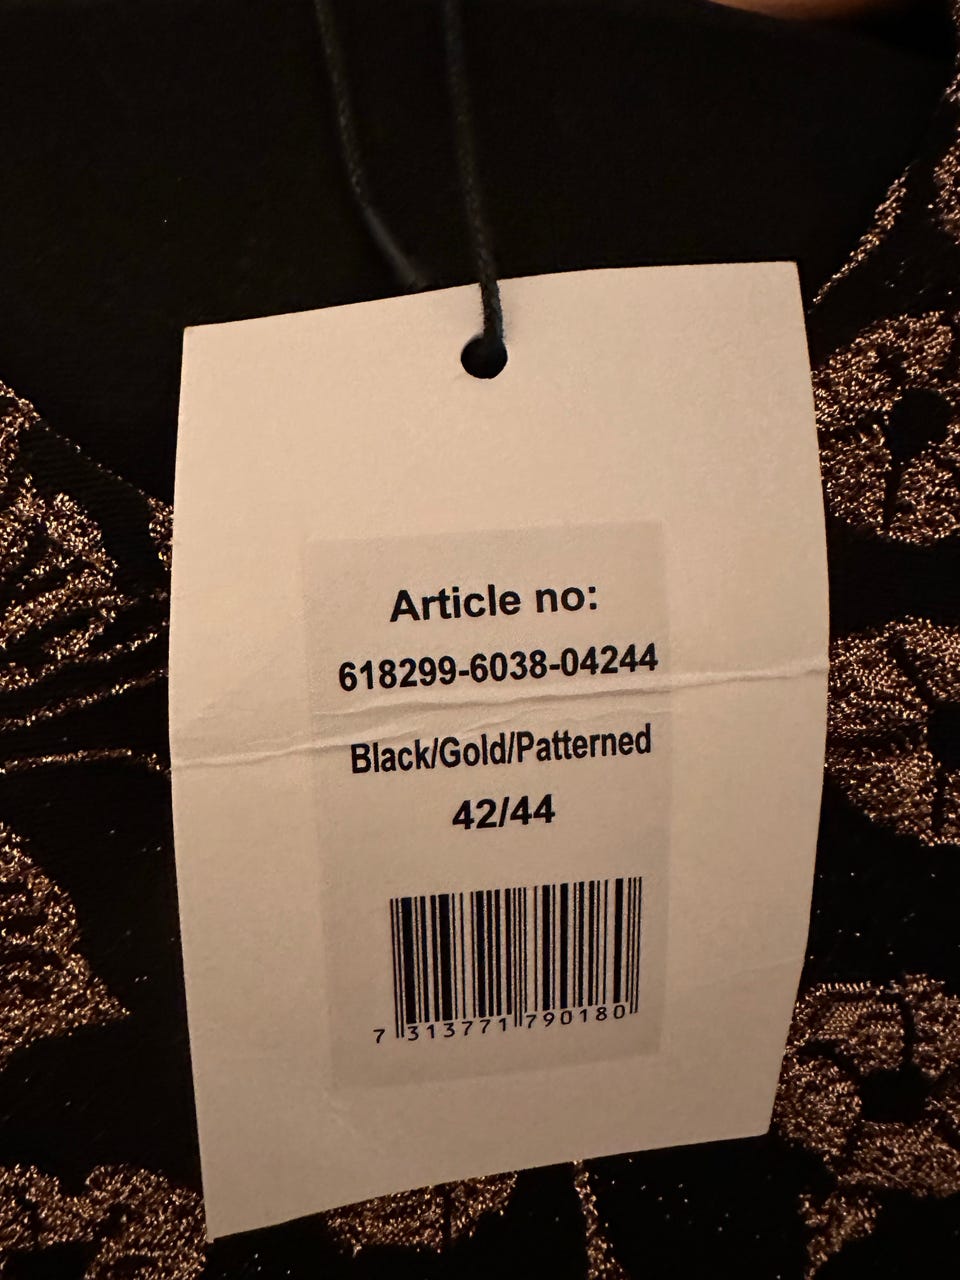 Article no:
618299-6038-04244
Black/Gold/Patterned
42/44
7 313771 790180